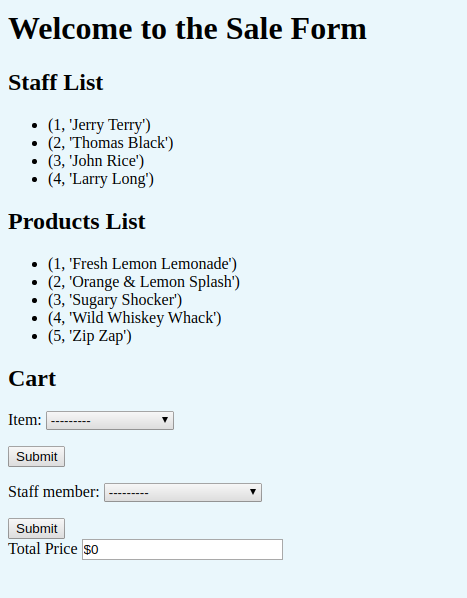 Welcome to the Sale Form
Staff List
(1, 'Jerry Terry')
(2, 'Thomas Black')
(3, 'John Rice')
(4, 'Larry Long')
Products List
(1, 'Fresh Lemon Lemonade')
(2, 'Orange & Lemon Splash')
(3, 'Sugary Shocker')
(4, 'Wild Whiskey Whack')
(5, 'Zip Zap')
Cart
Item: ---------
Submit
Staff member: ---------
Submit
Total Price $0